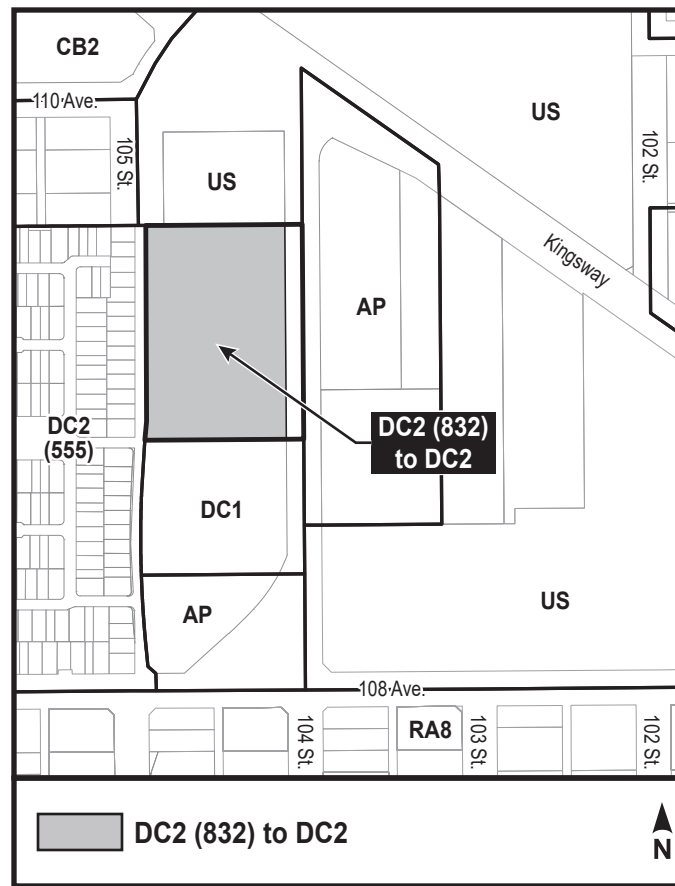 CB2
110 Ave.
105 St.
US
US
102 St.
Kingsway
AP
DC2
(555)
DC2 (832)
to DC2
DC1
AP
US
108 Ave.
104 St.
RA8
103 St.
102 St.
DC2 (832) to DC2
N